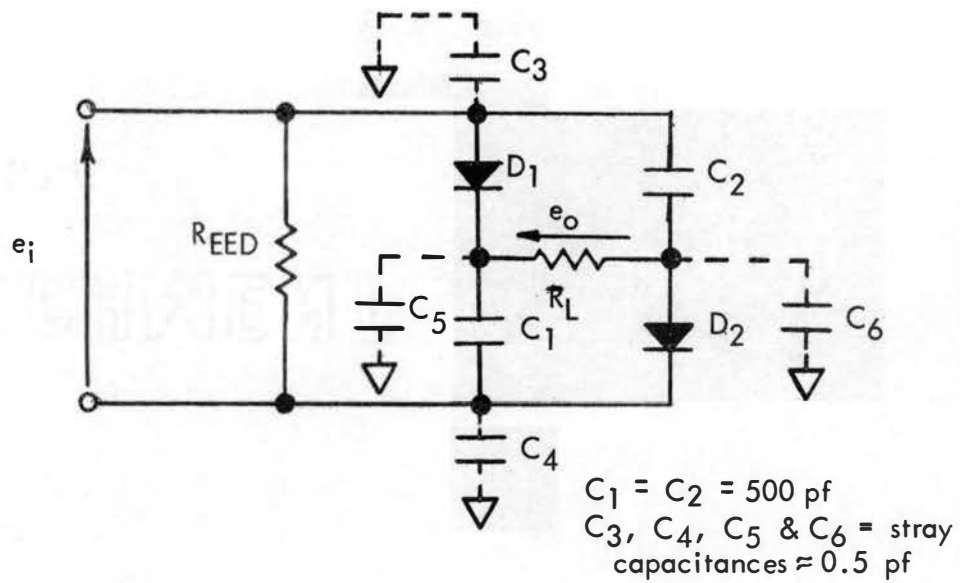 C3
D1
C2
eo
REED
ei
RL
C5
C1
D2
C6
C4
C1 = C2 = 500 pf
C3, C4, C5 & C6 = stray
capacitances ≈ 0.5 pf